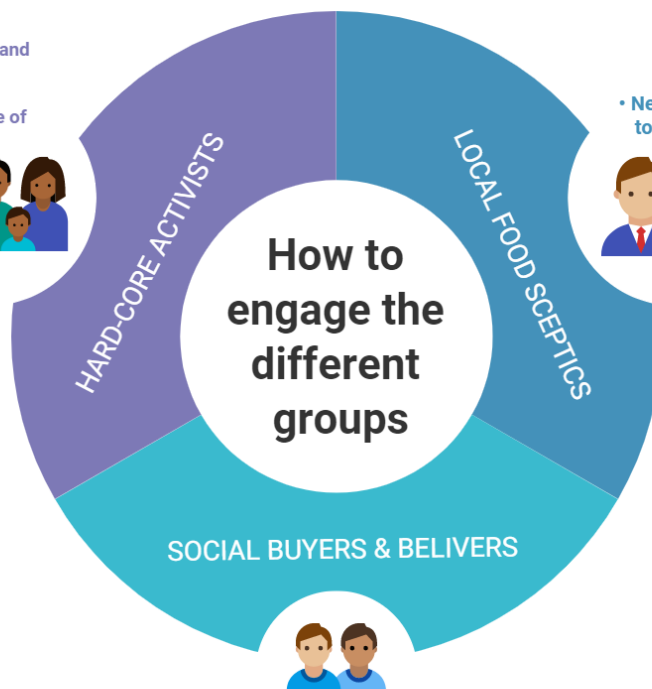 and
e of
• Ne
to
HARD-CORE ACTIVISTS
LOCAL FOOD SCEPTICS
How to
engage the
different
groups
SOCIAL BUYERS & BELIVERS